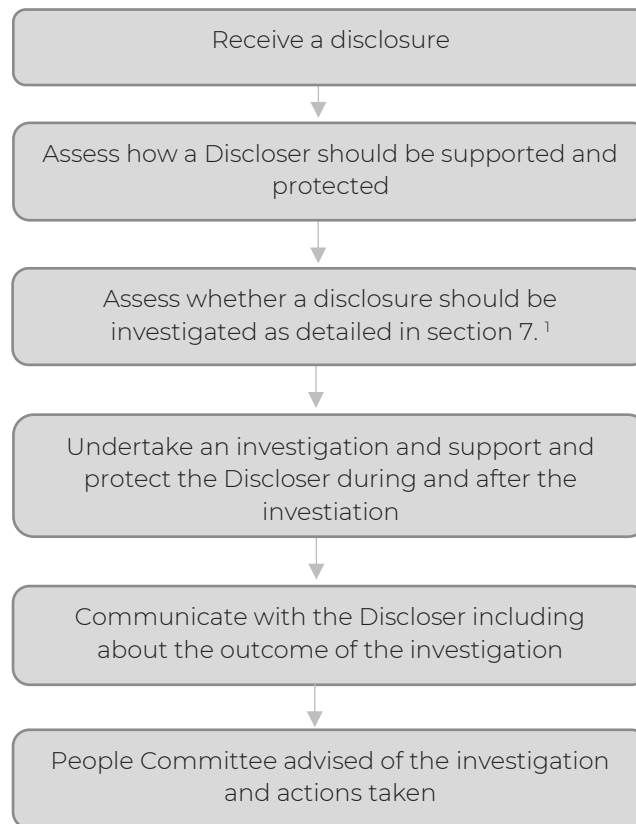 Receive a disclosure
Assess how a Discloser should be supported and
protected
Assess whether a disclosure should be
investigated as detailed in section 7. ¹
Undertake an investigation and support and
protect the Discloser during and after the
investiation
Communicate with the Discloser including
about the outcome of the investigation
People Committee advised of the investigation
and actions taken